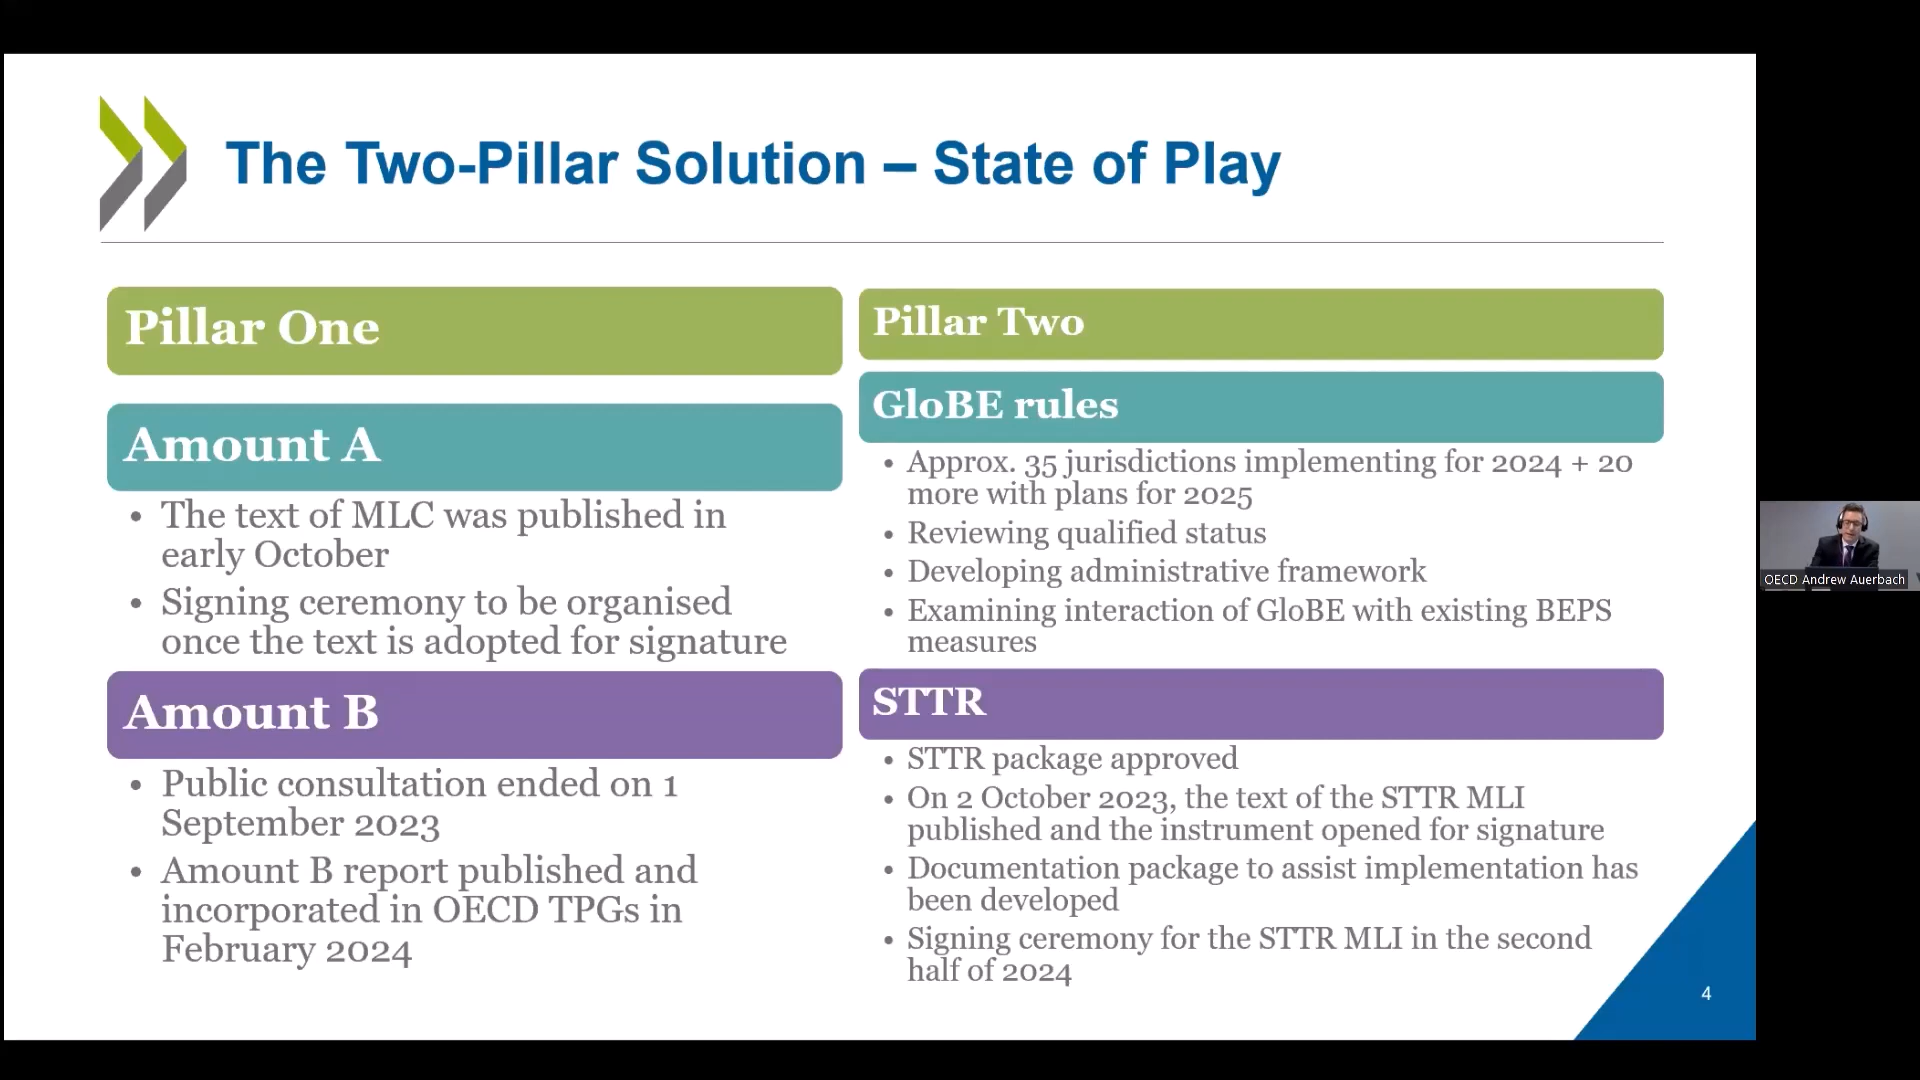 The Two-Pillar Solution – State of Play
Pillar One
Amount A
• The text of MLC was published in
early October
• Signing ceremony to be organised
once the text is adopted for signature
Amount B
• Public consultation ended on 1
September 2023
• Amount B report published and
incorporated in OECD TPGs in
February 2024
Pillar Two
GloBE rules
• Approx. 35 jurisdictions implementing for 2024 + 20
more with plans for 2025
• Reviewing qualified status
• Developing administrative framework
• Examining interaction of GloBE with existing BEPS
measures
STTR
• STTR package approved
• On 2 October 2023, the text of the STTR MLI
published and the instrument opened for signature
• Documentation package to assist implementation has
been developed
• Signing ceremony for the STTR MLI in the second
half of 2024
4
OECD Andrew Auerbach